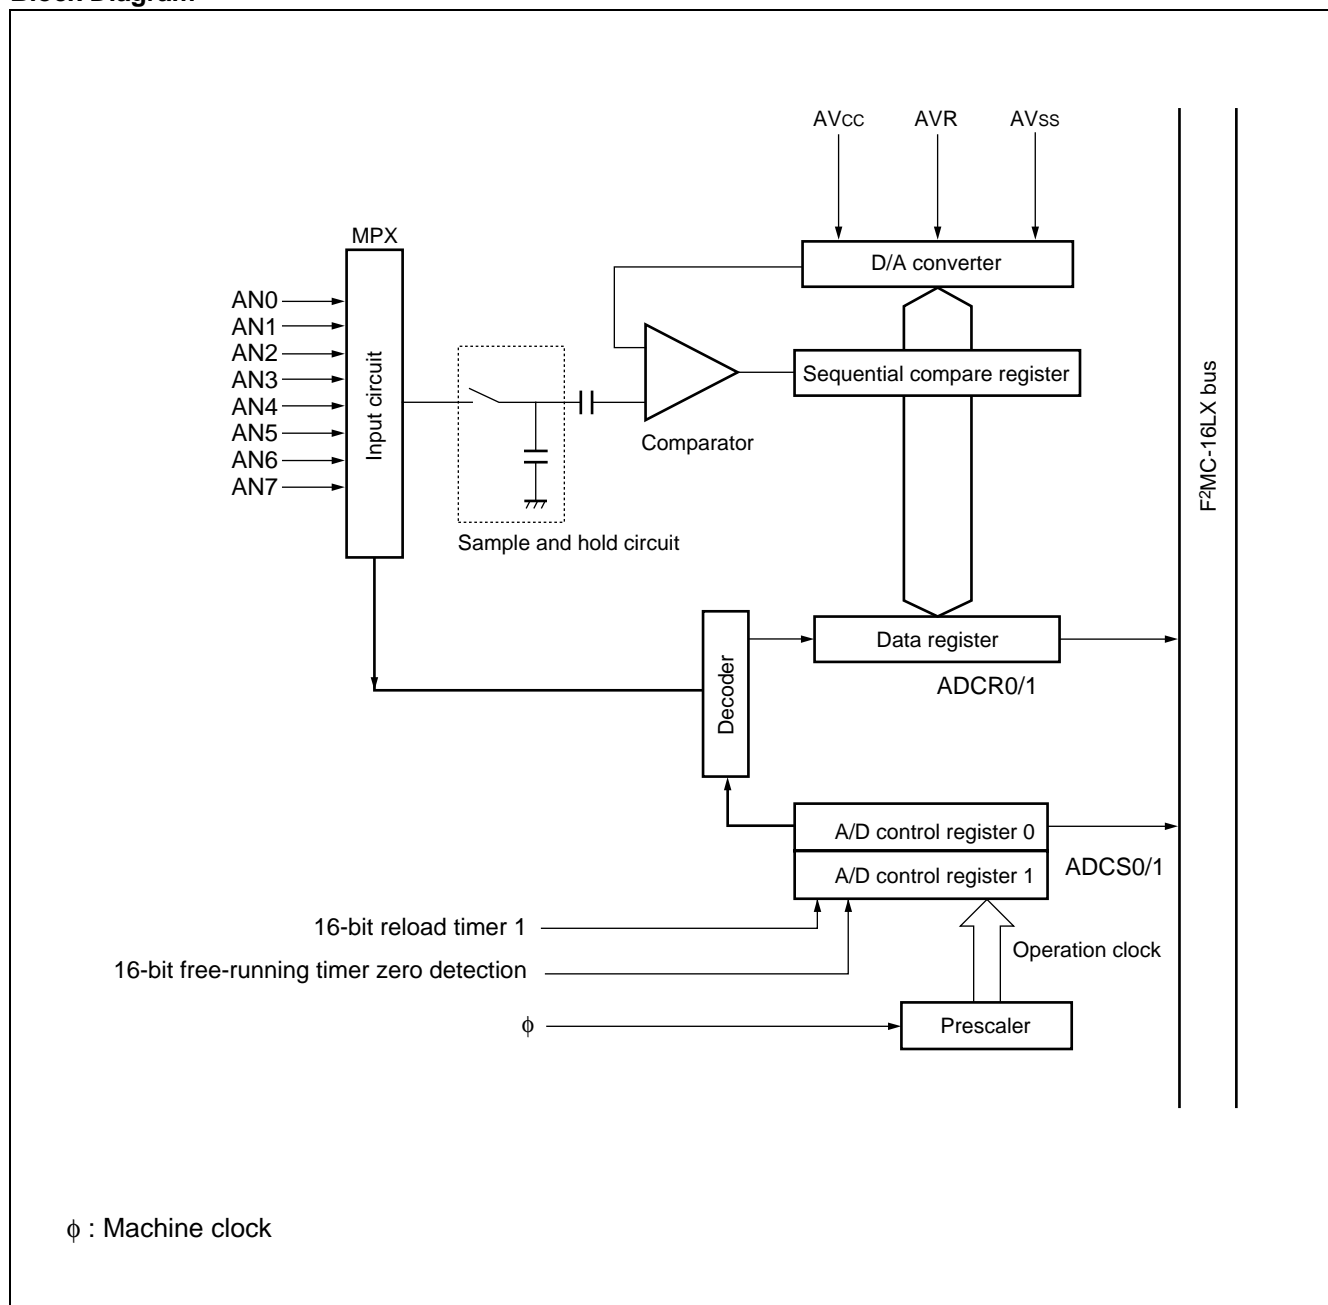 Block Diagram
AVCC AVR AVSS
MPX
D/A converter
AN0
AN1
AN2
AN3
AN4
AN5
AN6
AN7
Input circuit
Sequential compare register
Comparator
F²MC-16LX bus
Sample and hold circuit
Data register
Decoder
ADCR0/1
A/D control register 0
A/D control register 1
ADCS0/1
16-bit reload timer 1
Operation clock
16-bit free-running timer zero detection
ϕ
Prescaler
ϕ : Machine clock